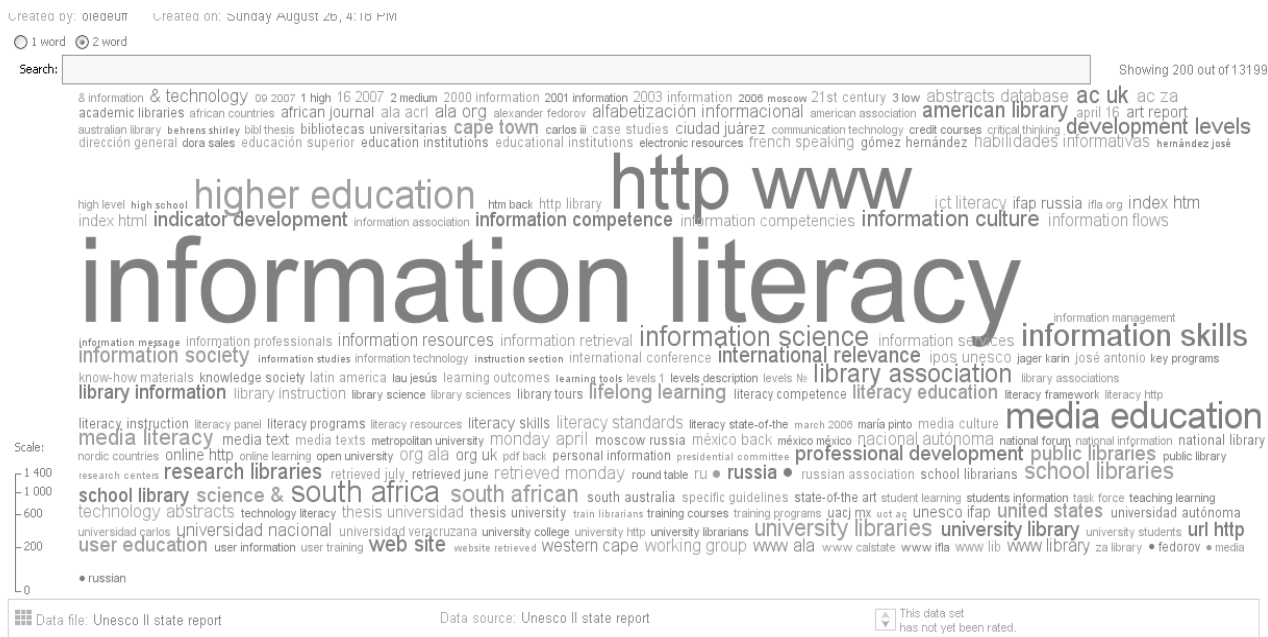 Created by: oledeuff Created on: Sunday August 26, 4:18 PM
1 word 2 word
Search: Showing 200 out of 13199
& information & technology 09 2007 1 high 16 2007 2 medium 2000 information 2001 information 2003 information 2006 moscow 21st century 3 low abstracts database ac uk ac za
academic libraries african countries african journal ala acrl ala org alexander fedorov alfabetización informacional american association american library april 16 art report
australian library behrens shirley bibl thesis bibliotecas universitarias cape town carlos iii case studies ciudad juárez communication technology credit courses critical thinking development levels
dirección general dora sales educación superior education institutions educational institutions electronic resources french speaking gómez hernández habilidades informativas hernández josé
high level high school higher education htm back http library http www ict literacy ifap russia ifla org index htm
index html indicator development information association information competence information competencies information culture information flows
information literacy information management
information message information professionals information resources information retrieval information science information services information skills
information society information studies information technology instruction section international conference international relevance ipos unesco jager karin josé antonio key programs
know-how materials knowledge society latin america lau jesús learning outcomes learning tools levels 1 levels description levels № library association library associations
library information library instruction library science library sciences library tours lifelong learning literacy competence literacy education literacy framework literacy http
literacy instruction literacy panel literacy programs literacy resources literacy skills literacy standards literacy state-of-the march 2006 maría pinto media culture media education
media literacy media text media texts metropolitan university monday april moscow russia méxico back méxico méxico nacional autónoma national forum national information national library
nordic countries online http online learning open university org ala org uk pdf back personal information presidential committee professional development public libraries public library
research centers research libraries retrieved july retrieved june retrieved monday round table ru • russia • russian association school librarians school libraries
school library science & south africa south african south australia specific guidelines state-of-the art student learning students information task force teaching learning
technology abstracts technology literacy thesis universidad thesis university train librarians training courses training programs uacj mx uct ac unesco ifap united states universidad autónoma
universidad carlos universidad nacional universidad veracruzana university college university http university librarians university libraries university library university students url http
user education user information user training web site website retrieved western cape working group www ala www calstate www ifla www lib www library za library • fedorov • media
• russian
Scale:
1 400
1 000
600
200
0
Data file: Unesco II state report Data source: Unesco II state report This data set
has not yet been rated.